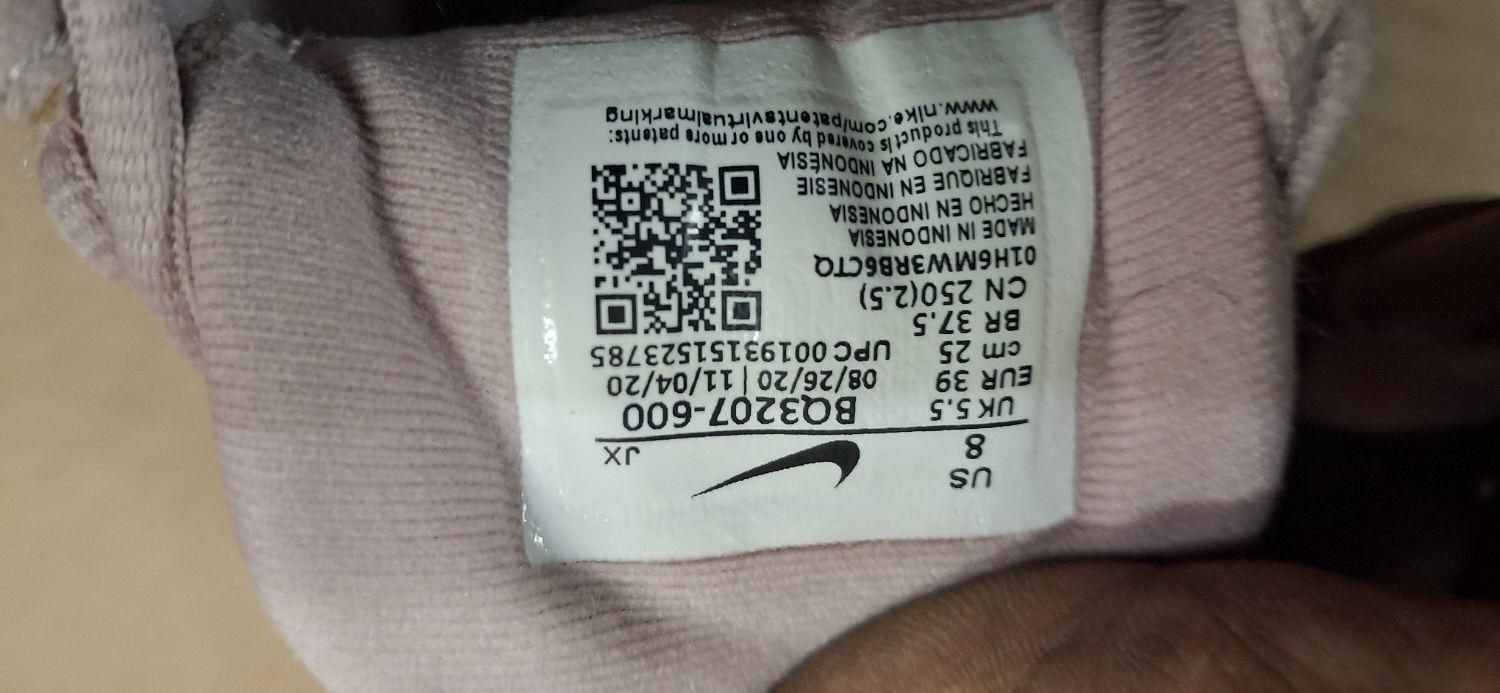 US
8
JX
UK 5.5
BQ3207-600
EUR 39
08/26/20 | 11/04/20
cm 25
UPC 00193151523785
BR 37.5
CN 250(2.5)
01H6MW3RB6CTQ
MADE IN INDONESIA
HECHO EN INDONESIA
FABRIQUE EN INDONESIE
FABRICADO NA INDONÉSIA
This product is covered by one or more patents:
www.nike.com/patentsvirtualmarking